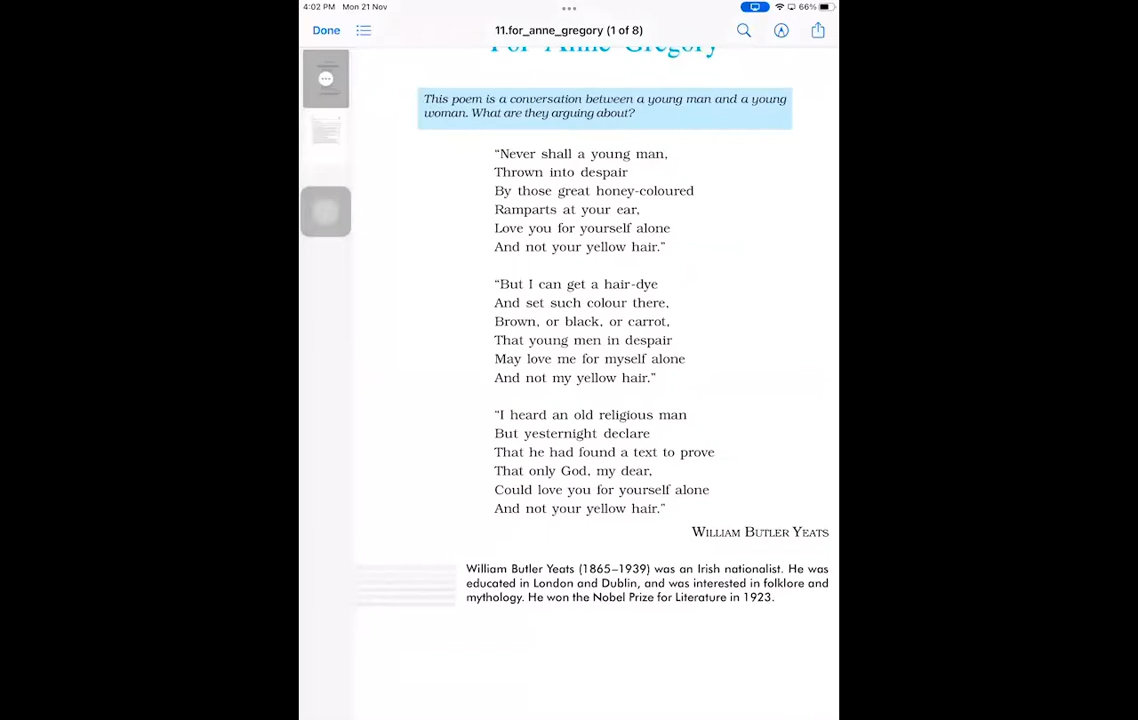 4:02 PM Mon 21 Nov
66%
Done
11.for_anne_gregory (1 of 8)
For Anne Gregory
This poem is a conversation between a young man and a young
woman. What are they arguing about?
“Never shall a young man,
Thrown into despair
By those great honey-coloured
Ramparts at your ear,
Love you for yourself alone
And not your yellow hair.”
“But I can get a hair-dye
And set such colour there,
Brown, or black, or carrot,
That young men in despair
May love me for myself alone
And not my yellow hair.”
“I heard an old religious man
But yesternight declare
That he had found a text to prove
That only God, my dear,
Could love you for yourself alone
And not your yellow hair.”
WILLIAM BUTLER YEATS
William Butler Yeats (1865–1939) was an Irish nationalist. He was
educated in London and Dublin, and was interested in folklore and
mythology. He won the Nobel Prize for Literature in 1923.